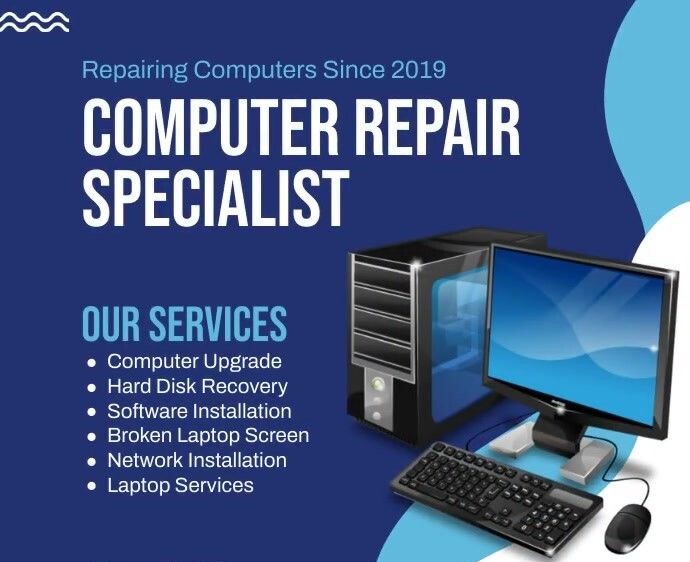 Repairing Computers Since 2019
COMPUTER REPAIR
SPECIALIST
OUR SERVICES
• Computer Upgrade
• Hard Disk Recovery
• Software Installation
• Broken Laptop Screen
• Network Installation
• Laptop Services